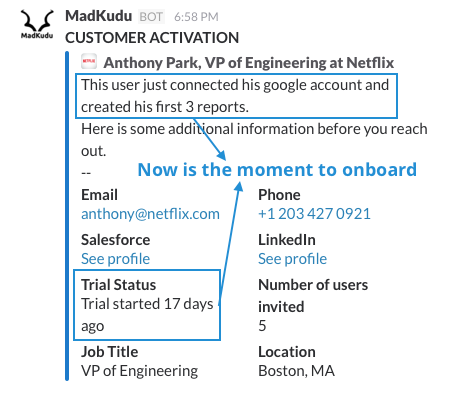 MadKudu BOT 6:58 PM
MadKudu
CUSTOMER ACTIVATION
NETFLIX
Anthony Park, VP of Engineering at Netflix
This user just connected his google account and
created his first 3 reports.
Here is some additional information before you reach
out.
--
Now is the moment to onboard
Email Phone
anthony@netflix.com +1 203 427 0921
Salesforce LinkedIn
See profile See profile
Trial Status Number of users
Trial started 17 days invited
ago 5
Job Title Location
VP of Engineering Boston, MA